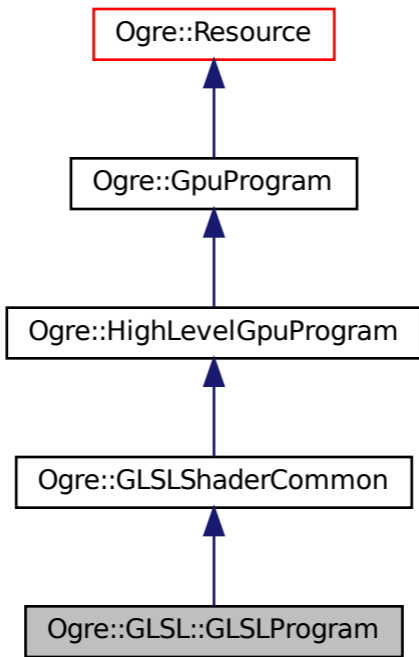 Ogre::Resource
Ogre::GpuProgram
Ogre::HighLevelGpuProgram
Ogre::GLSLShaderCommon
Ogre::GLSL::GLSLProgram